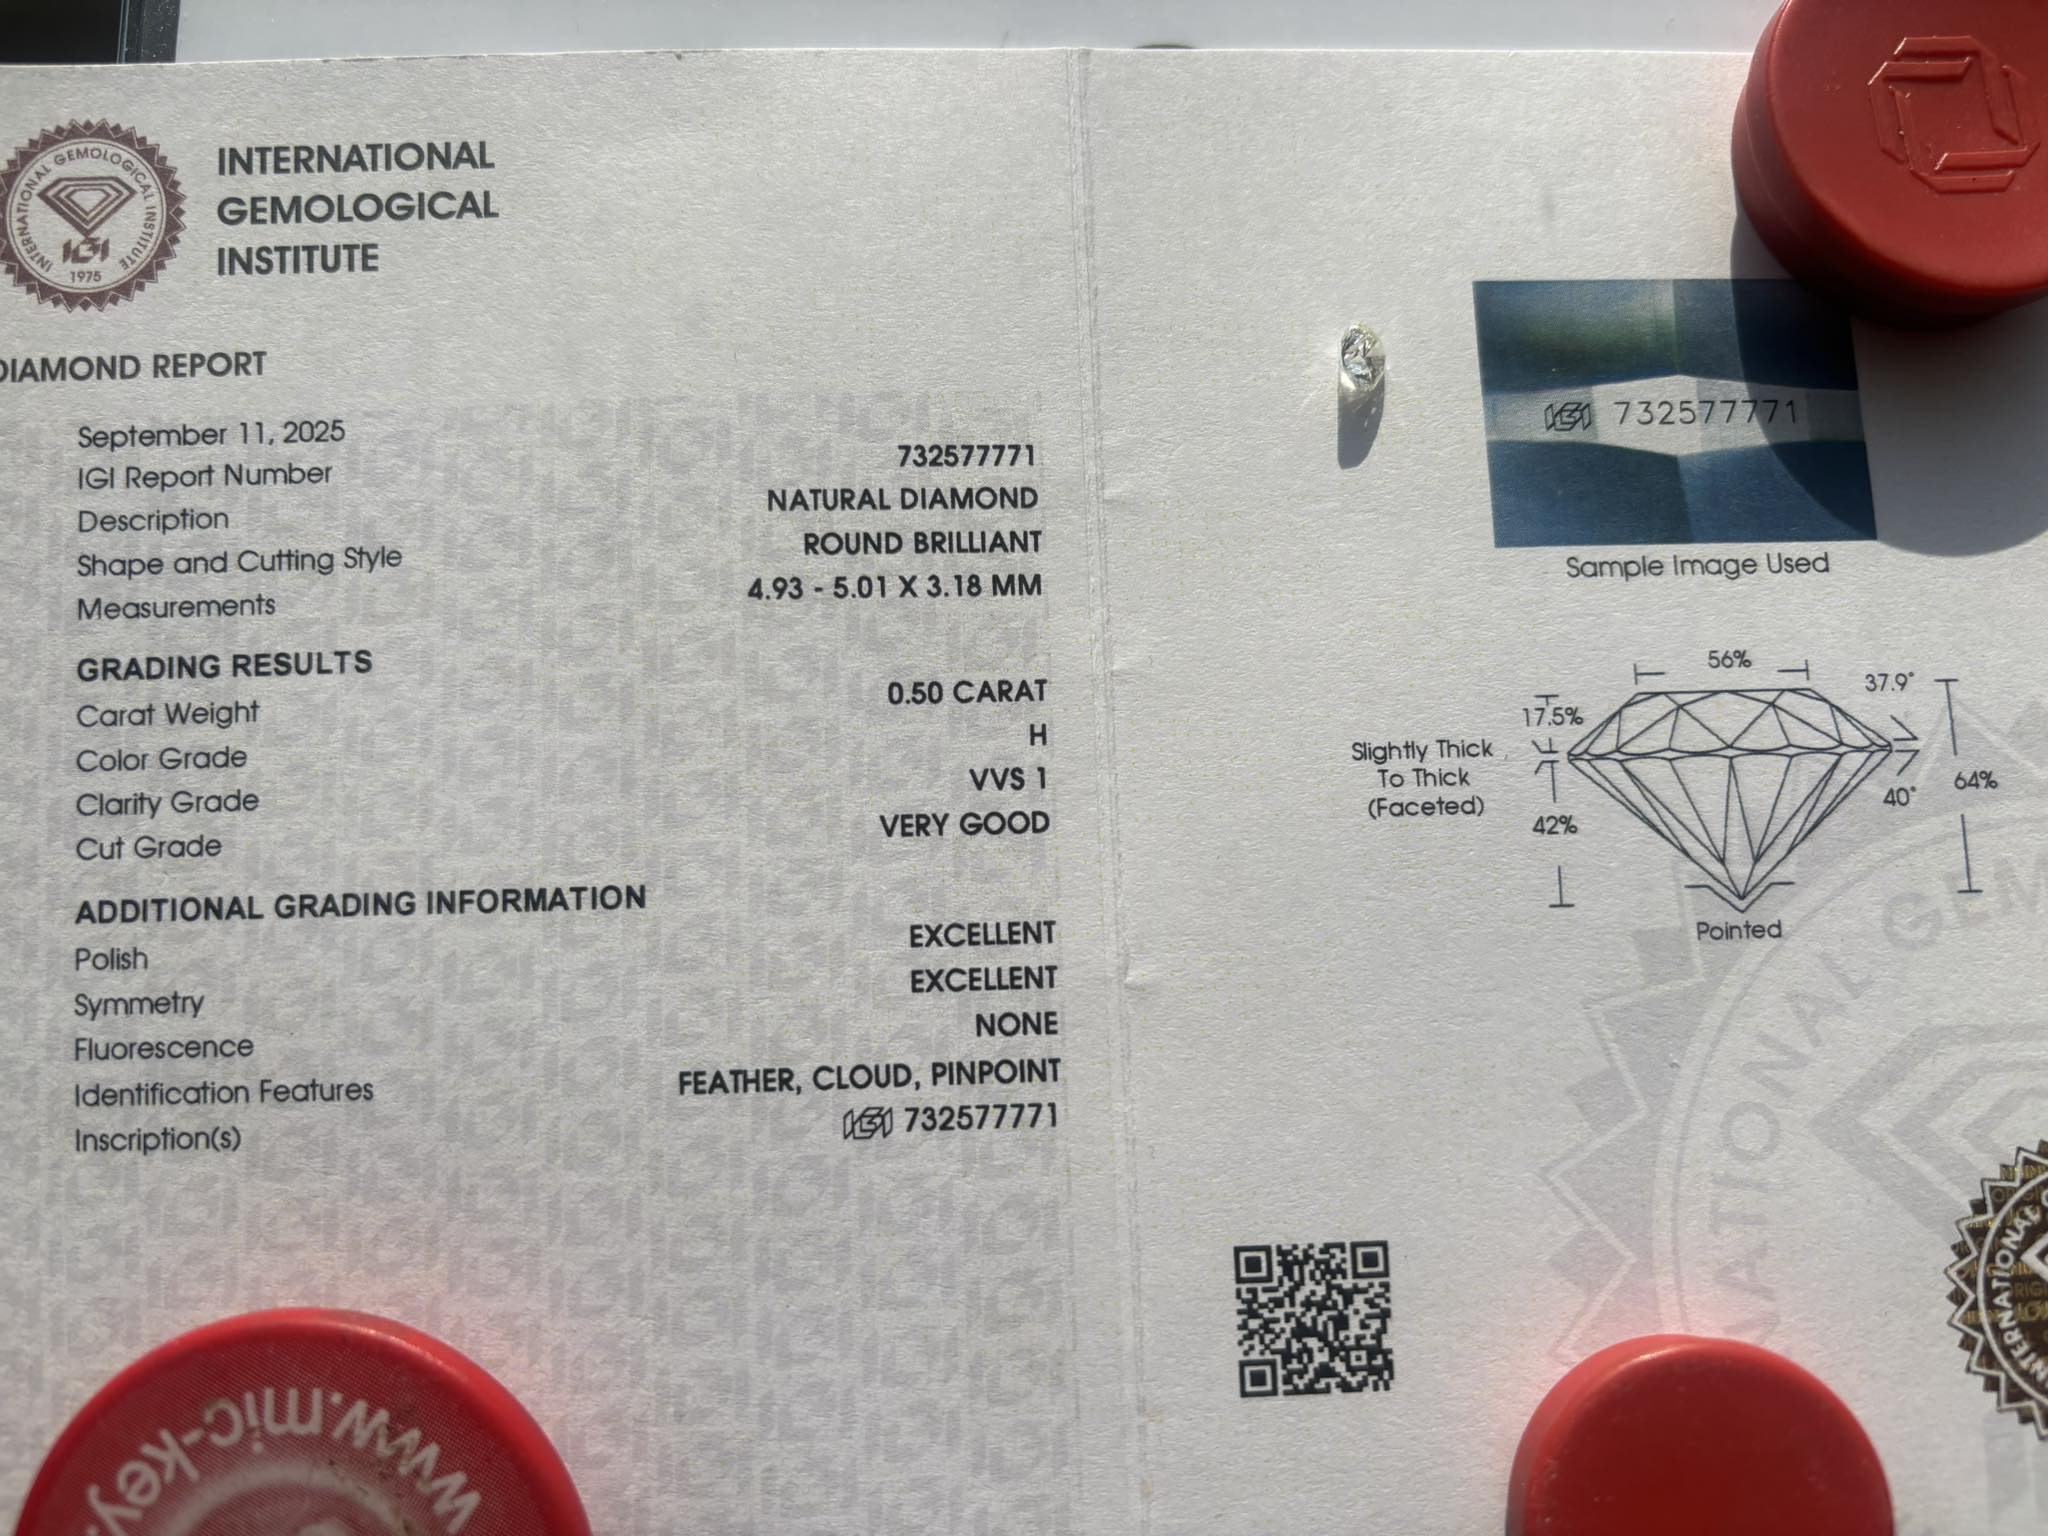 INTERNATIONAL GEMOLOGICAL INSTITUTE
IGI
1975
INTERNATIONAL
GEMOLOGICAL
INSTITUTE
DIAMOND REPORT
September 11, 2025
IGI Report Number 732577771
Description NATURAL DIAMOND
Shape and Cutting Style ROUND BRILLIANT
Measurements 4.93 - 5.01 X 3.18 MM
GRADING RESULTS
Carat Weight 0.50 CARAT
Color Grade H
Clarity Grade VVS 1
Cut Grade VERY GOOD
ADDITIONAL GRADING INFORMATION
Polish EXCELLENT
Symmetry EXCELLENT
Fluorescence NONE
Identification Features FEATHER, CLOUD, PINPOINT
Inscription(s) IGI 732577771
www.mic-key.
IGI 732577771
Sample Image Used
56%
37.9°
17.5%
Slightly Thick
To Thick
(Faceted)
42%
40°
64%
Pointed
NATIONAL GEM
INTERNATIONAL